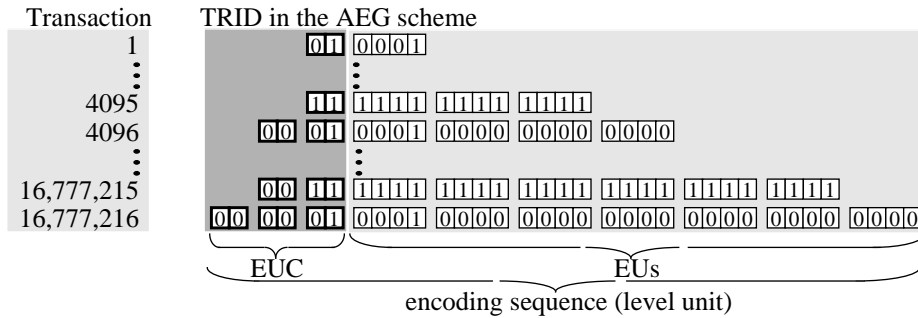 Transaction TRID in the AEG scheme
1 01 0001
4095 11 1111 1111 1111
4096 00 01 0001 0000 0000 0000
16,777,215 00 11 1111 1111 1111 1111 1111 1111
16,777,216 00 00 01 0001 0000 0000 0000 0000 0000 0000
EUC EUs
encoding sequence (level unit)